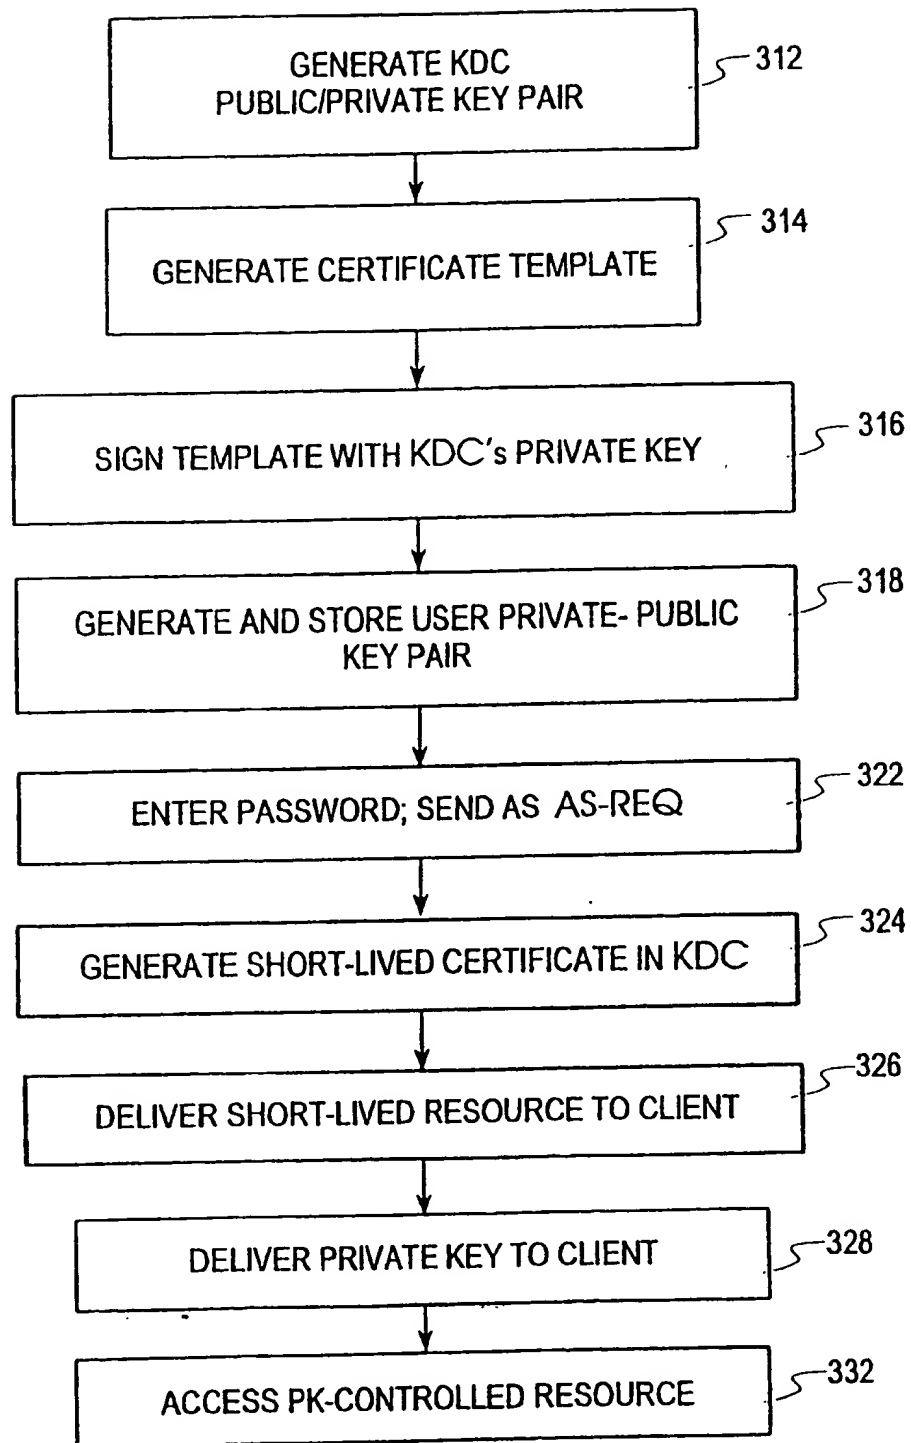 GENERATE KDC
PUBLIC/PRIVATE KEY PAIR
312
GENERATE CERTIFICATE TEMPLATE
314
SIGN TEMPLATE WITH KDC's PRIVATE KEY
316
GENERATE AND STORE USER PRIVATE- PUBLIC
KEY PAIR
318
ENTER PASSWORD; SEND AS AS-REQ
322
GENERATE SHORT-LIVED CERTIFICATE IN KDC
324
DELIVER SHORT-LIVED RESOURCE TO CLIENT
326
DELIVER PRIVATE KEY TO CLIENT
328
ACCESS PK-CONTROLLED RESOURCE
332